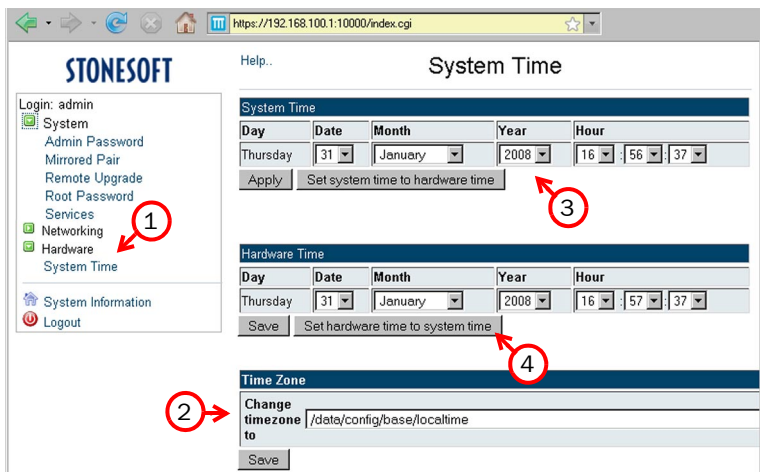 https://192.168.100.1:10000/index.cgi
STONESOFT
Login: admin
System
Admin Password
Mirrored Pair
Remote Upgrade
Root Password
Services
1
Networking
Hardware
System Time
System Information
Logout
Help..
System Time
System Time
Day Date Month Year Hour
Thursday 31 January 2008 16 : 56 : 37
Apply Set system time to hardware time
3
Hardware Time
Day Date Month Year Hour
Thursday 31 January 2008 16 : 57 : 37
Save Set hardware time to system time
4
Time Zone
2
Change timezone to /data/config/base/localtime
Save